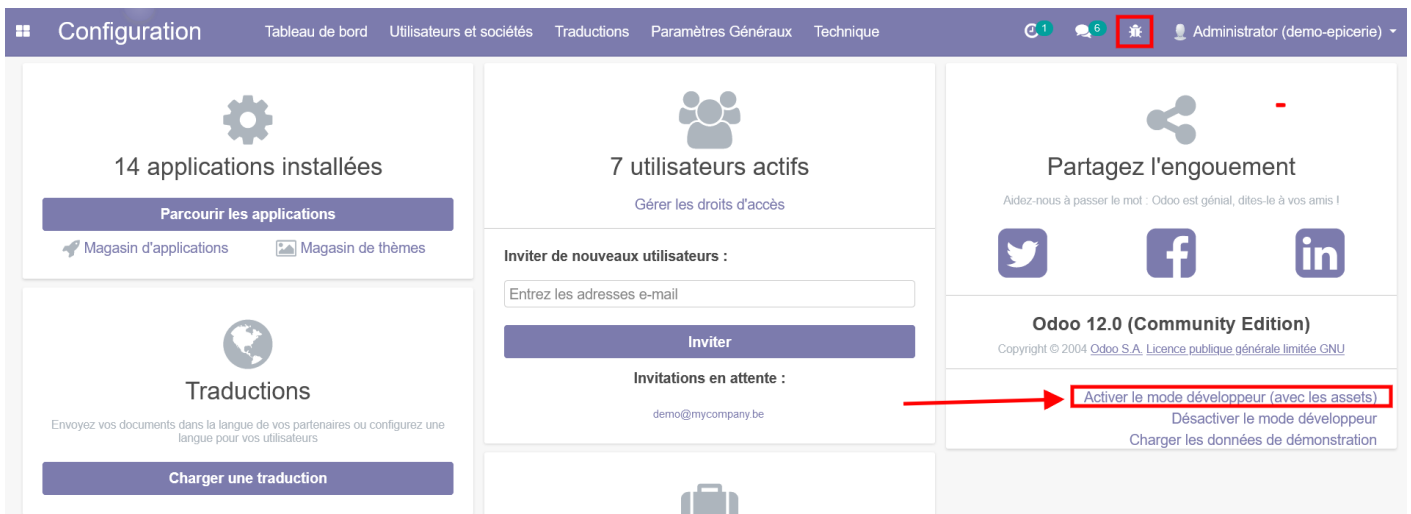 Configuration Tableau de bord Utilisateurs et sociétés Traductions Paramètres Généraux Technique 1 6 Administrator (demo-epicerie)
14 applications installées
Parcourir les applications
Magasin d'applications Magasin de thèmes
Traductions
Envoyez vos documents dans la langue de vos partenaires ou configurez une
langue pour vos utilisateurs
Charger une traduction
7 utilisateurs actifs
Gérer les droits d'accès
Inviter de nouveaux utilisateurs :
Entrez les adresses e-mail
Inviter
Invitations en attente :
demo@mycompany.be
Partagez l'engouement
Aidez-nous à passer le mot : Odoo est génial, dites-le à vos amis !
Odoo 12.0 (Community Edition)
Copyright © 2004 Odoo S.A. Licence publique générale limitée GNU
Activer le mode développeur (avec les assets)
Désactiver le mode développeur
Charger les données de démonstration